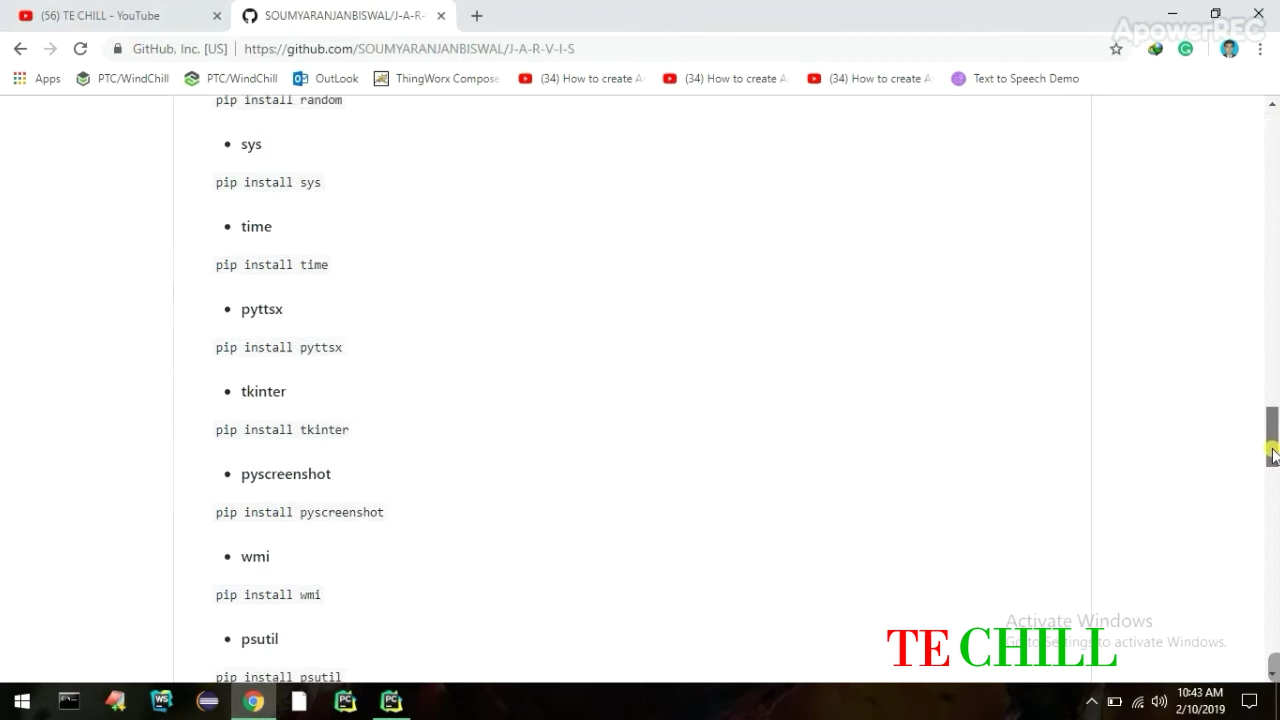 (56) TE CHILL - YouTube
SOUMYARANJANBISWAL/J-A-R-
ApowerREC
GitHub, Inc. [US] | https://github.com/SOUMYARANJANBISWAL/J-A-R-V-I-S
Apps
PTC/WindChill
PTC/WindChill
OutLook
ThingWorx Compose
(34) How to create A
(34) How to create A
(34) How to create A
Text to Speech Demo
pip install random
• sys
pip install sys
• time
pip install time
• pyttsx
pip install pyttsx
• tkinter
pip install tkinter
• pyscreenshot
pip install pyscreenshot
• wmi
pip install wmi
• psutil
pip install psutil
Activate Windows
Go to Settings to activate Windows.
TE CHILL
10:43 AM
2/10/2019